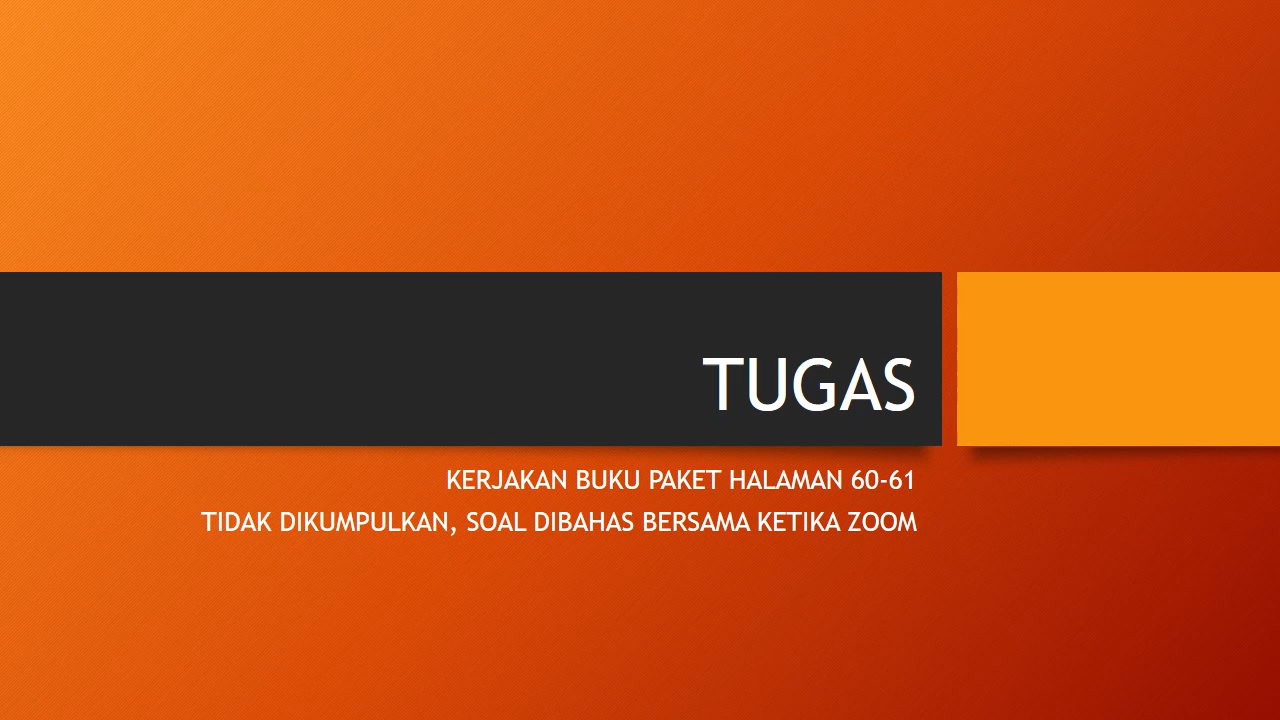 TUGAS
KERJAKAN BUKU PAKET HALAMAN 60-61
TIDAK DIKUMPULKAN, SOAL DIBAHAS BERSAMA KETIKA ZOOM